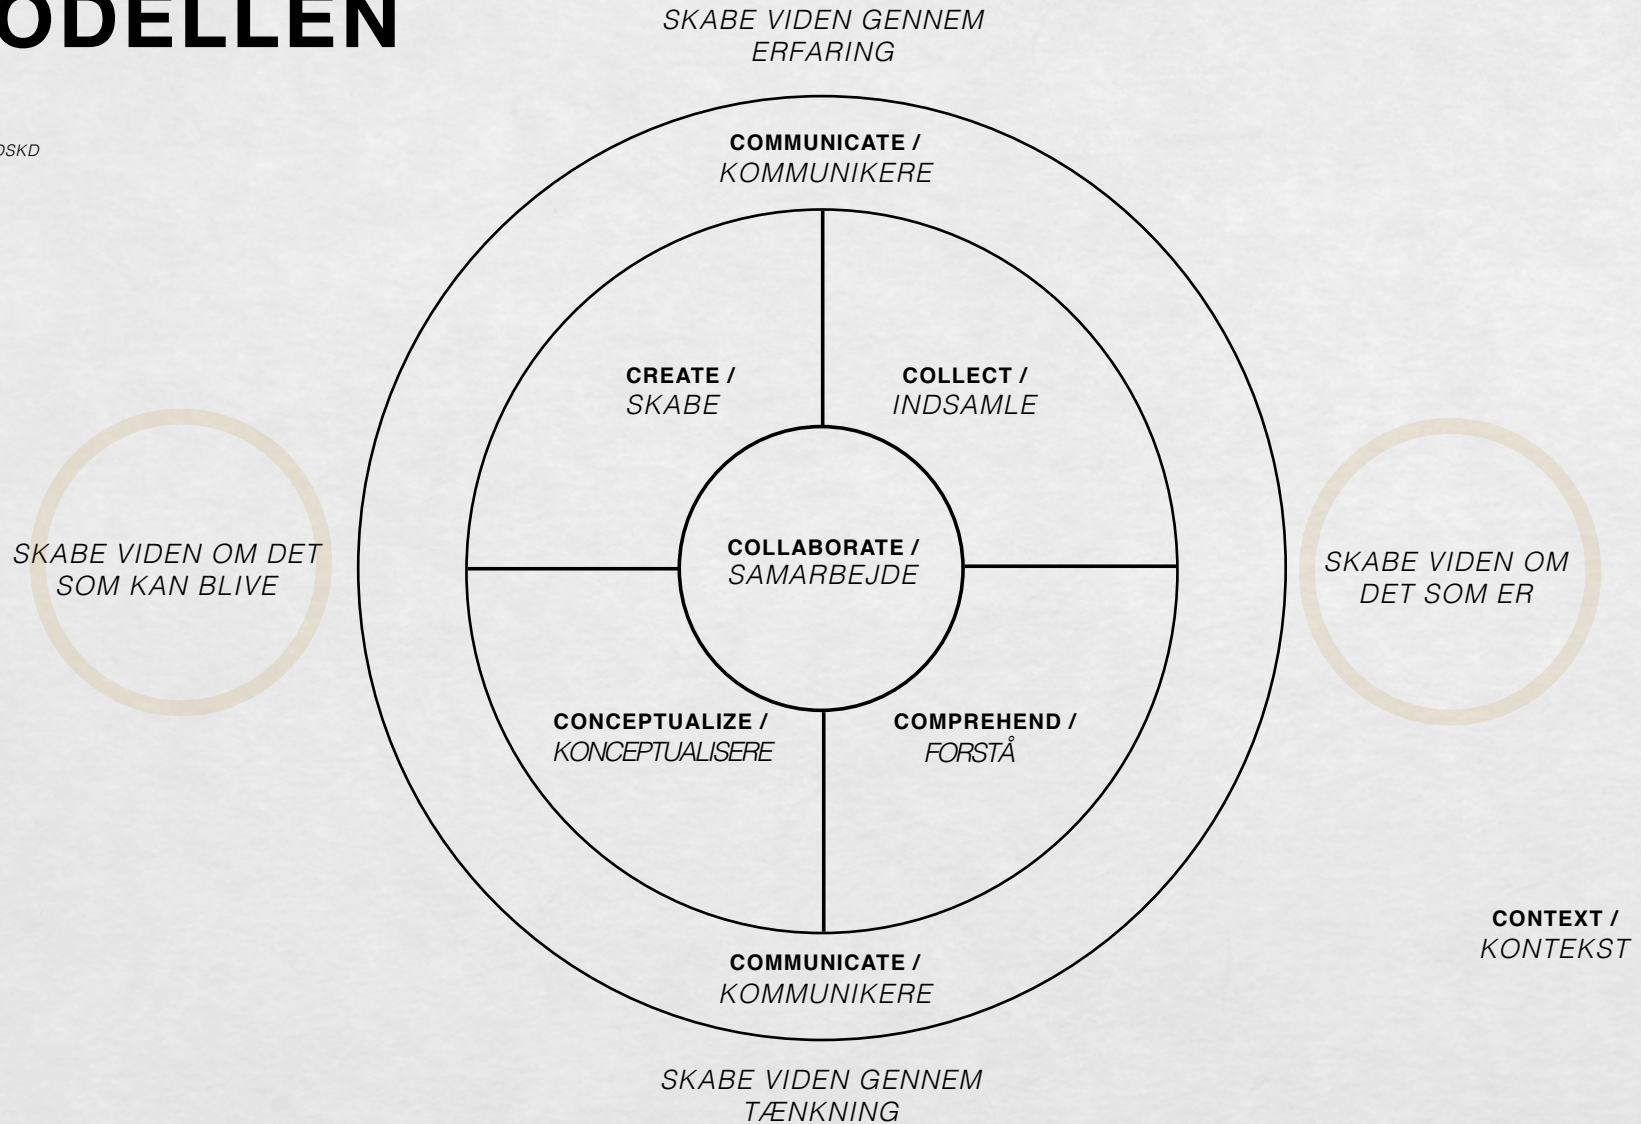 ODELLEN
SKABE VIDEN GENNEM
ERFARING
DSKD
COMMUNICATE /
KOMMUNIKERE
CREATE /
SKABE
COLLECT /
INDSAMLE
SKABE VIDEN OM DET
SOM KAN BLIVE
COLLABORATE /
SAMARBEJDE
SKABE VIDEN OM
DET SOM ER
CONCEPTUALIZE /
KONCEPTUALISERE
COMPREHEND /
FORSTÅ
CONTEXT /
KONTEKST
COMMUNICATE /
KOMMUNIKERE
SKABE VIDEN GENNEM
TÆNKNING